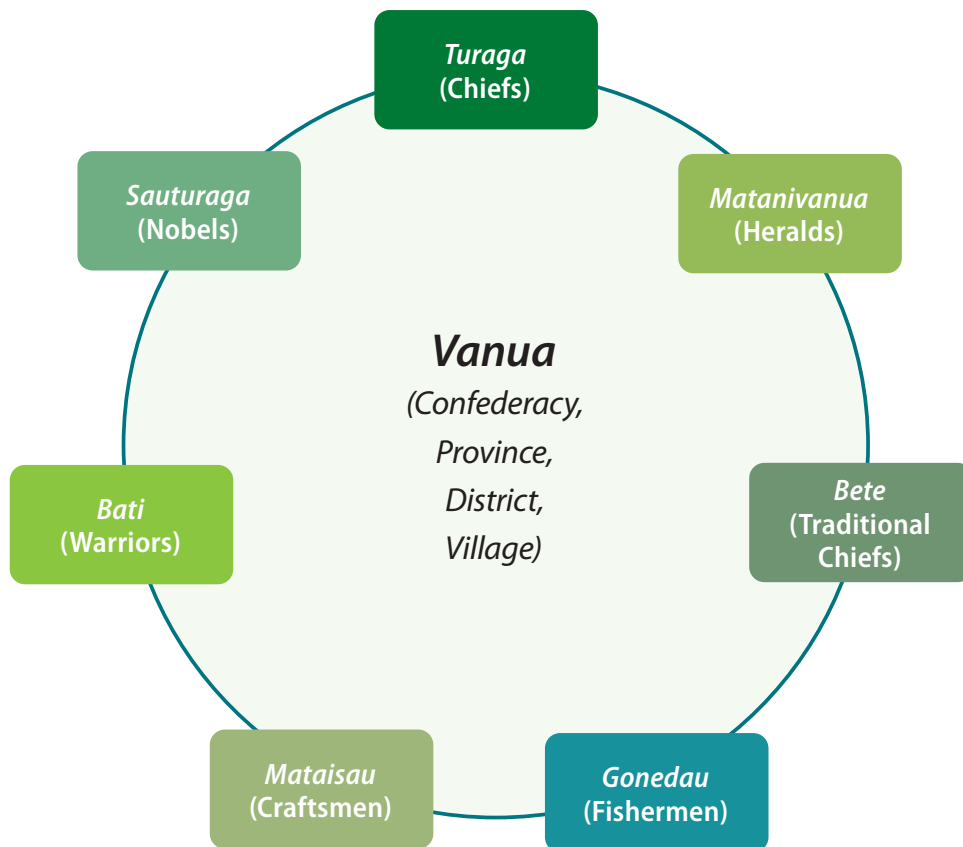 Turaga
(Chiefs)
Sauturaga
(Nobels)
Matanivanua
(Heralds)
Vanua
(Confederacy,
Province,
District,
Village)
Bati
(Warriors)
Bete
(Traditional
Chiefs)
Mataisau
(Craftsmen)
Gonedau
(Fishermen)